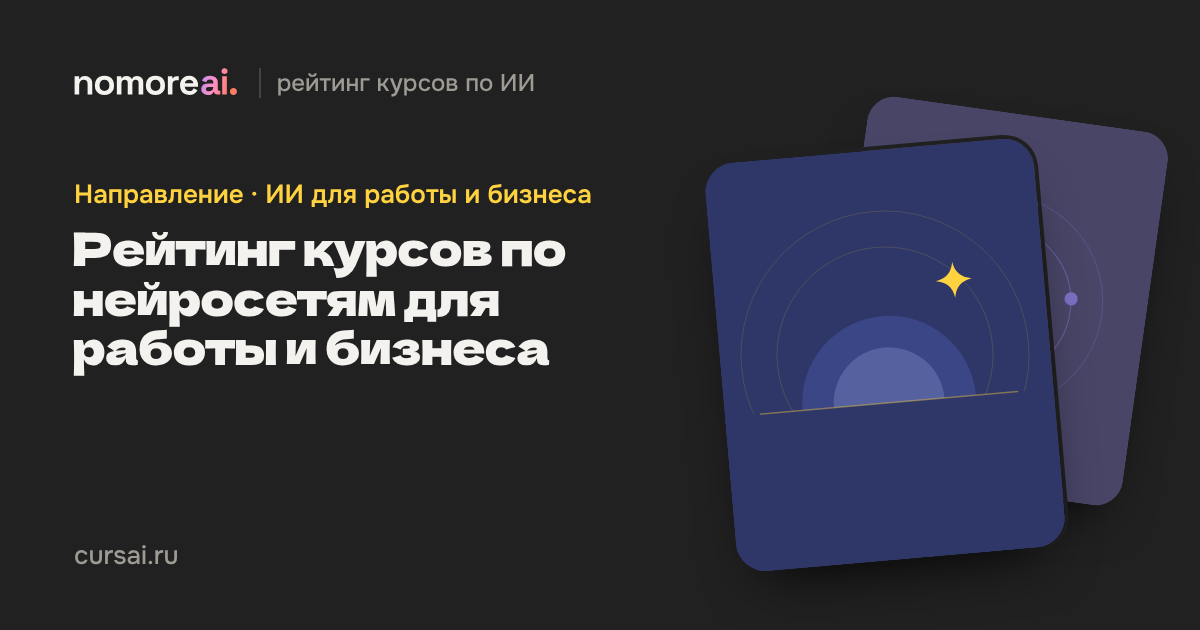 nomoreai. | рейтинг курсов по ИИ
Направление · ИИ для работы и бизнеса
Рейтинг курсов по
нейросетям для
работы и бизнеса
cursai.ru